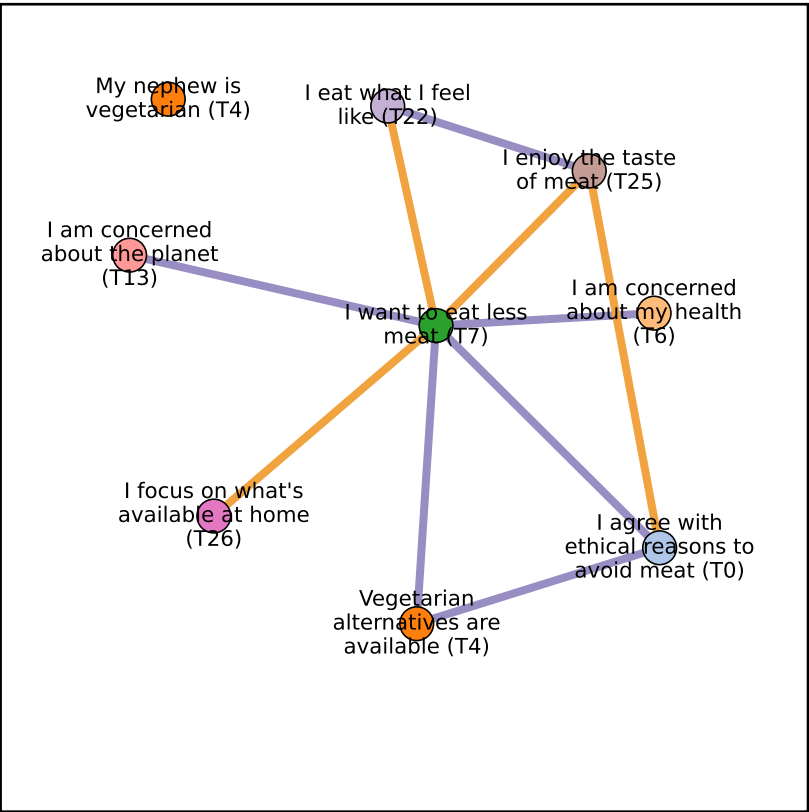 My nephew is
vegetarian (T4)
I eat what I feel
like (T22)
I enjoy the taste
of meat (T25)
I am concerned
about the planet
(T13)
I am concerned
about my health
(T6)
I want to eat less
meat (T7)
I focus on what's
available at home
(T26)
I agree with
ethical reasons to
avoid meat (T0)
Vegetarian
alternatives are
available (T4)